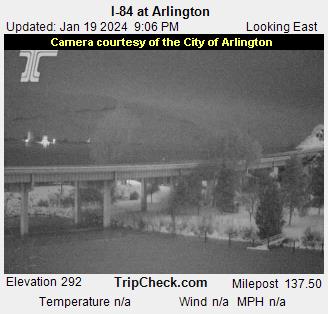 I-84 at Arlington
Updated: Jan 19 2024 9:06 PM Looking East
Camera courtesy of the City of Arlington
Elevation 292 TripCheck.com Milepost 137.50
Temperature n/a Wind n/a MPH n/a